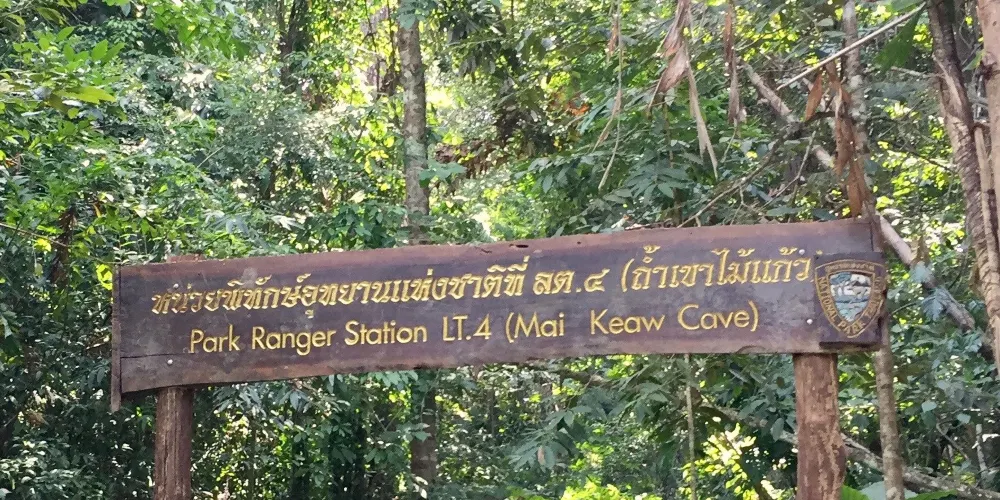 หน่วยพิทักษ์อุทยานแห่งชาติที่ ลต.๔ (ถ้ำเขาไม้แก้ว)
Park Ranger Station LT.4 (Mai Keaw Cave)
NATIONAL PARK